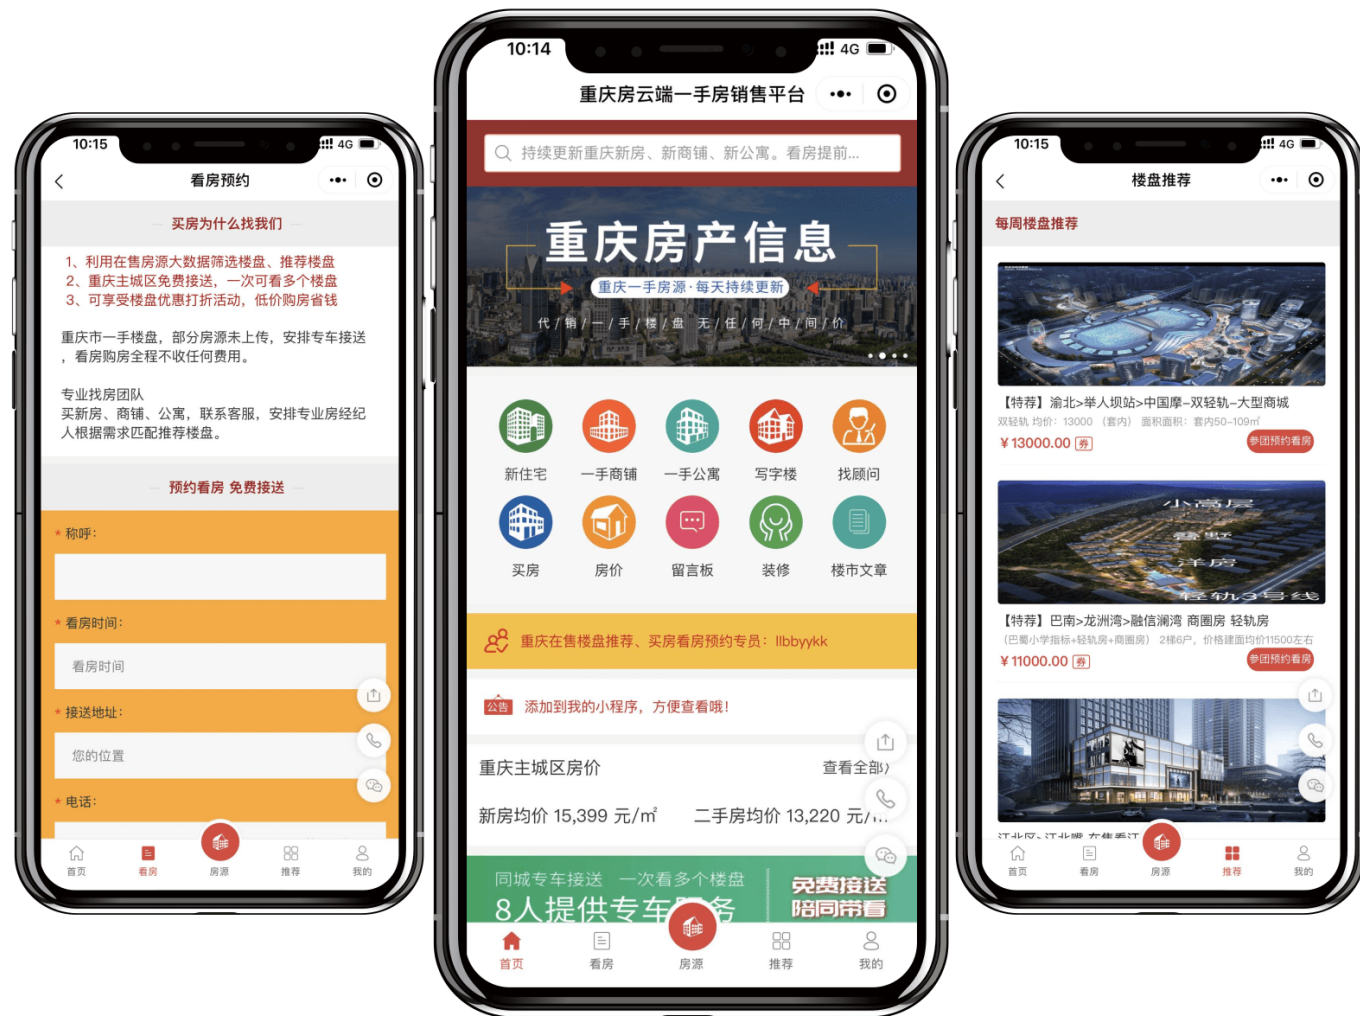 10:15
4G
看房预约
买房为什么找我们
1、利用在售房源大数据筛选楼盘、推荐楼盘
2、重庆主城区免费接送，一次可看多个楼盘
3、可享受楼盘优惠打折活动，低价购房省钱
重庆市一手楼盘，部分房源未上传，安排专车接送
，看房购房全程不收任何费用。
专业找房团队
买新房、商铺、公寓，联系客服，安排专业房经纪
人根据需求匹配推荐楼盘。
预约看房 免费接送
* 称呼：
* 看房时间：
看房时间
* 接送地址：
您的位置
* 电话：
首页 看房 房源 推荐 我的
10:14
4G
重庆房云端一手房销售平台
持续更新重庆新房、新商铺、新公寓。看房提前...
重庆房产信息
重庆一手房源·每天持续更新
代/销/一/手/楼/盘 无/任/何/中/间/价
新住宅 一手商铺 一手公寓 写字楼 找顾问
买房 房价 留言板 装修 楼市文章
重庆在售楼盘推荐、买房看房预约专员：llbbyykk
公告 添加到我的小程序，方便查看哦！
重庆主城区房价 查看全部
新房均价 15,399 元/㎡ 二手房均价 13,220 元/
同城专车接送 一次看多个楼盘
8人提供专车 务
免费接送
陪同带看
首页 看房 房源 推荐 我的
10:15
4G
楼盘推荐
每周楼盘推荐
【特荐】渝北>举人坝站>中国摩–双轻轨–大型商城
双轻轨 均价：13000 （套内） 面积面积：套内50–109㎡
￥13000.00 券 参团预约看房
小高层
叠墅
洋房
轻轨3号线
【特荐】巴南>龙洲湾>融信澜湾 商圈房 轻轨房
（巴蜀小学指标+轻轨房+商圈房） 2梯6户，价格建面均价11500左右
￥11000.00 券 参团预约看房
江北区>江北嘴 在售看江
首页 看房 房源 推荐 我的